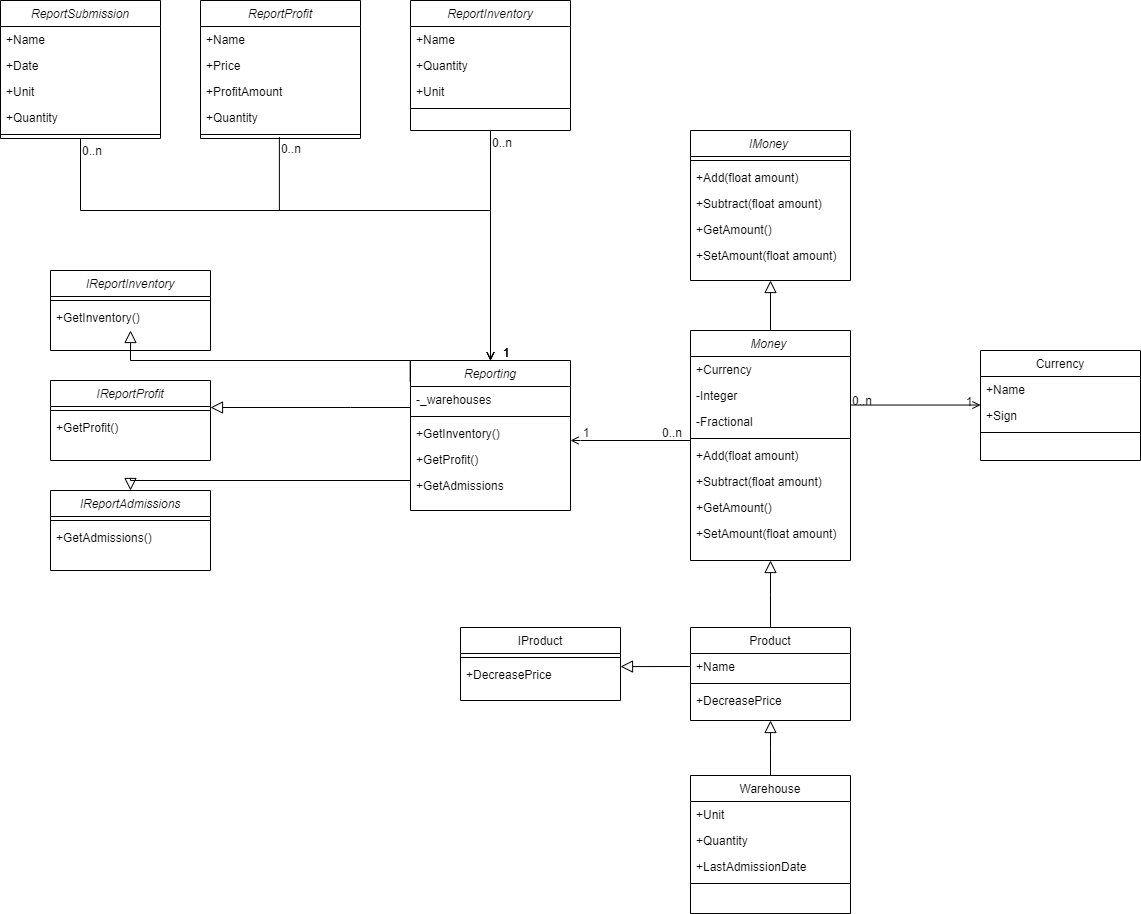 ReportSubmission
+Name
+Date
+Unit
+Quantity
0..n
ReportProfit
+Name
+Price
+ProfitAmount
+Quantity
0..n
ReportInventory
+Name
+Quantity
+Unit
0..n
IMoney
+Add(float amount)
+Subtract(float amount)
+GetAmount()
+SetAmount(float amount)
IReportInventory
+GetInventory()
IReportProfit
+GetProfit()
IReportAdmissions
+GetAdmissions()
1
Reporting
-_warehouses
+GetInventory()
+GetProfit()
+GetAdmissions
1
0..n
Money
+Currency
-Integer
-Fractional
+Add(float amount)
+Subtract(float amount)
+GetAmount()
+SetAmount(float amount)
0..n
1
Currency
+Name
+Sign
IProduct
+DecreasePrice
Product
+Name
+DecreasePrice
Warehouse
+Unit
+Quantity
+LastAdmissionDate